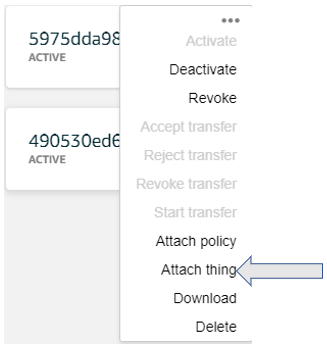 5975dda98
ACTIVE
490530ed6
ACTIVE
Activate
Deactivate
Revoke
Accept transfer
Reject transfer
Revoke transfer
Start transfer
Attach policy
Attach thing
Download
Delete